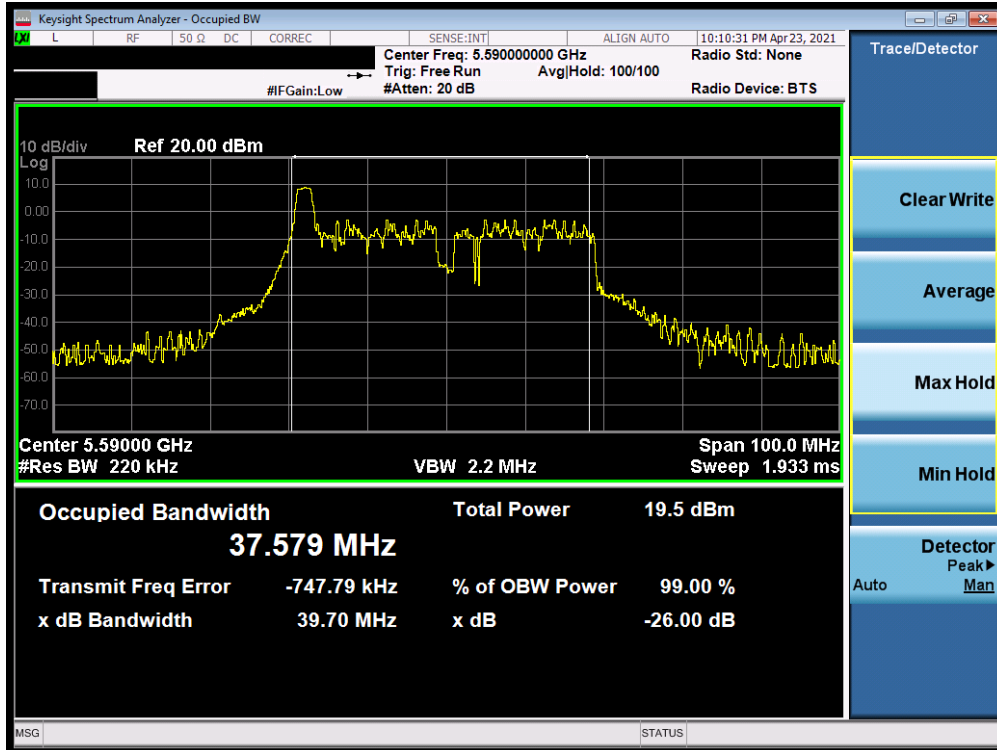 Keysight Spectrum Analyzer - Occupied BW
LXI L RF 50 Ω DC CORREC SENSE:INT ALIGN AUTO 10:10:31 PM Apr 23, 2021
Center Freq: 5.590000000 GHz Radio Std: None
Trig: Free Run Avg|Hold: 100/100
#IFGain:Low #Atten: 20 dB Radio Device: BTS
10 dB/div Ref 20.00 dBm
Log
10.0
0.00
-10.0
-20.0
-30.0
-40.0
-50.0
-60.0
-70.0
Center 5.59000 GHz Span 100.0 MHz
#Res BW 220 kHz VBW 2.2 MHz Sweep 1.933 ms
Occupied Bandwidth Total Power 19.5 dBm
37.579 MHz
Transmit Freq Error -747.79 kHz % of OBW Power 99.00 %
x dB Bandwidth 39.70 MHz x dB -26.00 dB
MSG STATUS
Trace/Detector
Clear Write
Average
Max Hold
Min Hold
Detector
Peak▶
Auto Man